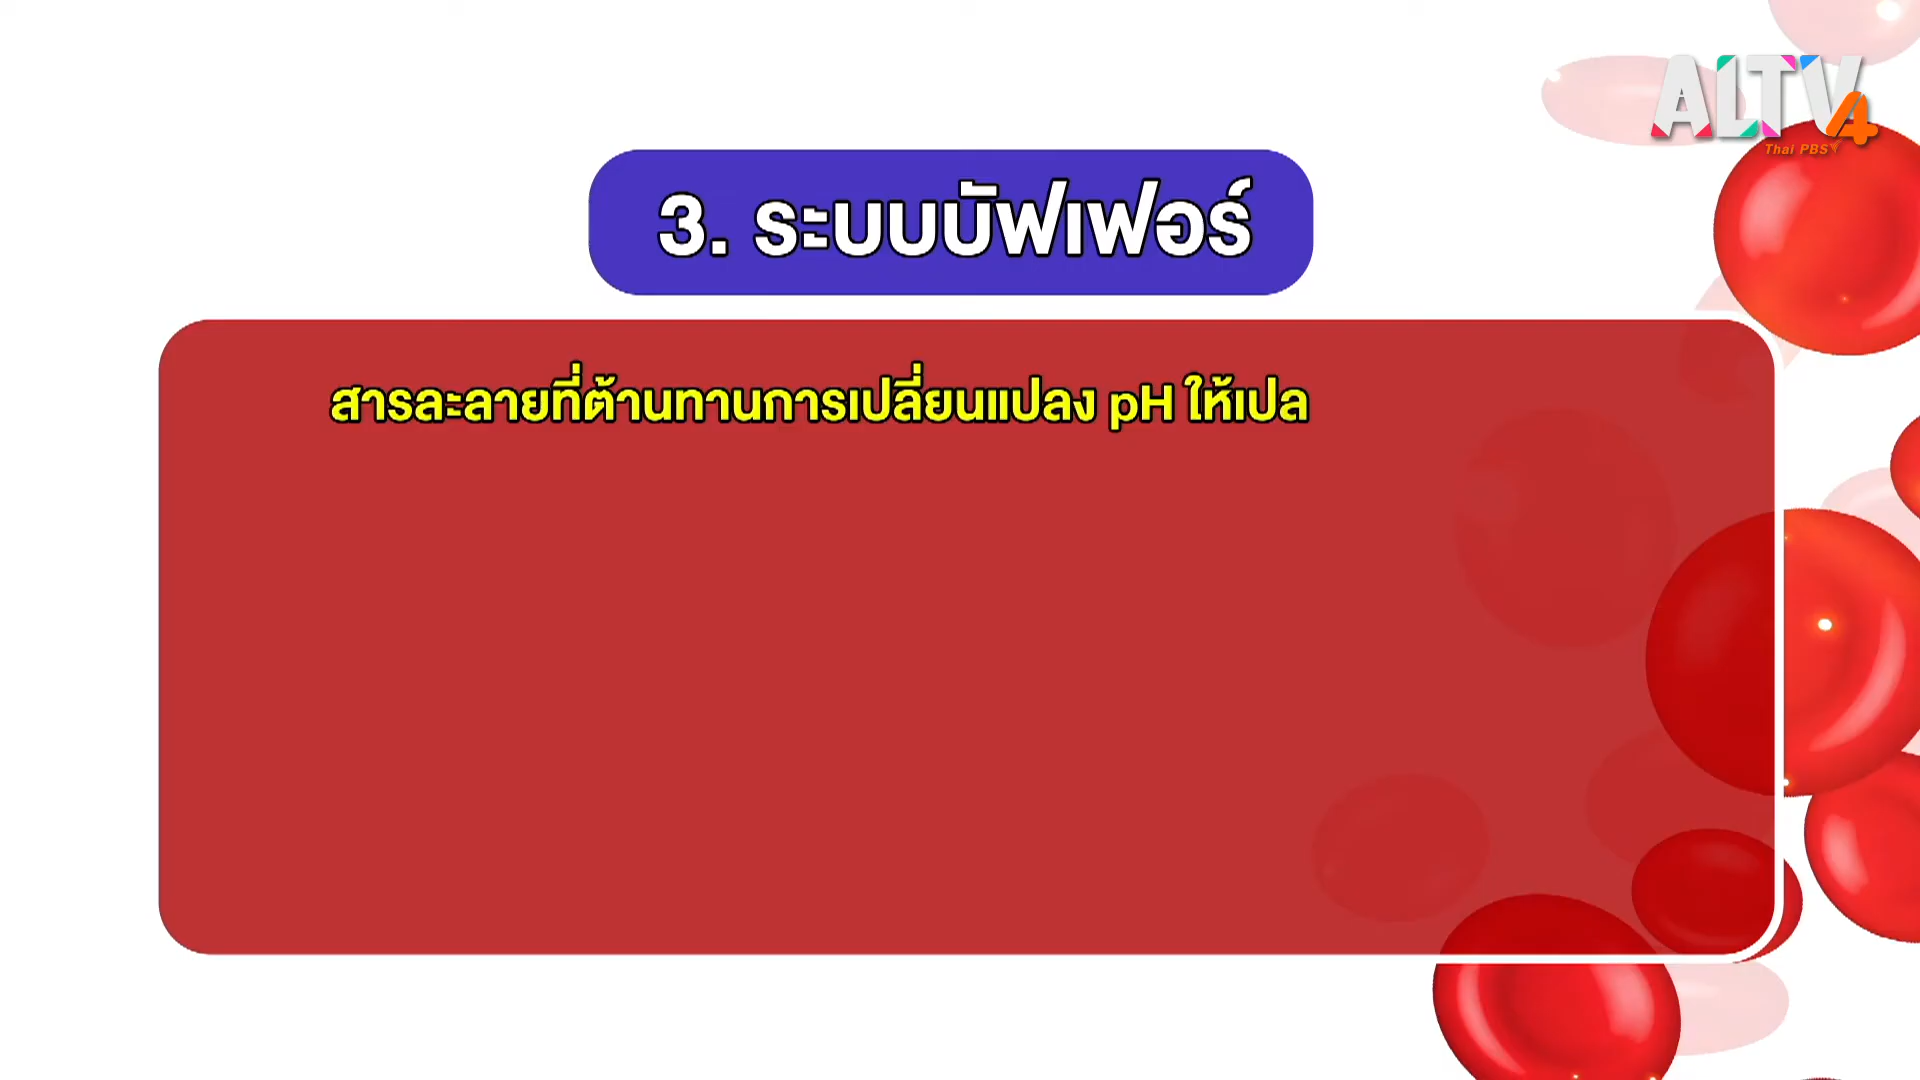 ALTV4
Thai PBS
3. ระบบบัฟเฟอร์
สารละลายที่ต้านทานการเปลี่ยนแปลง pH ให้เปล